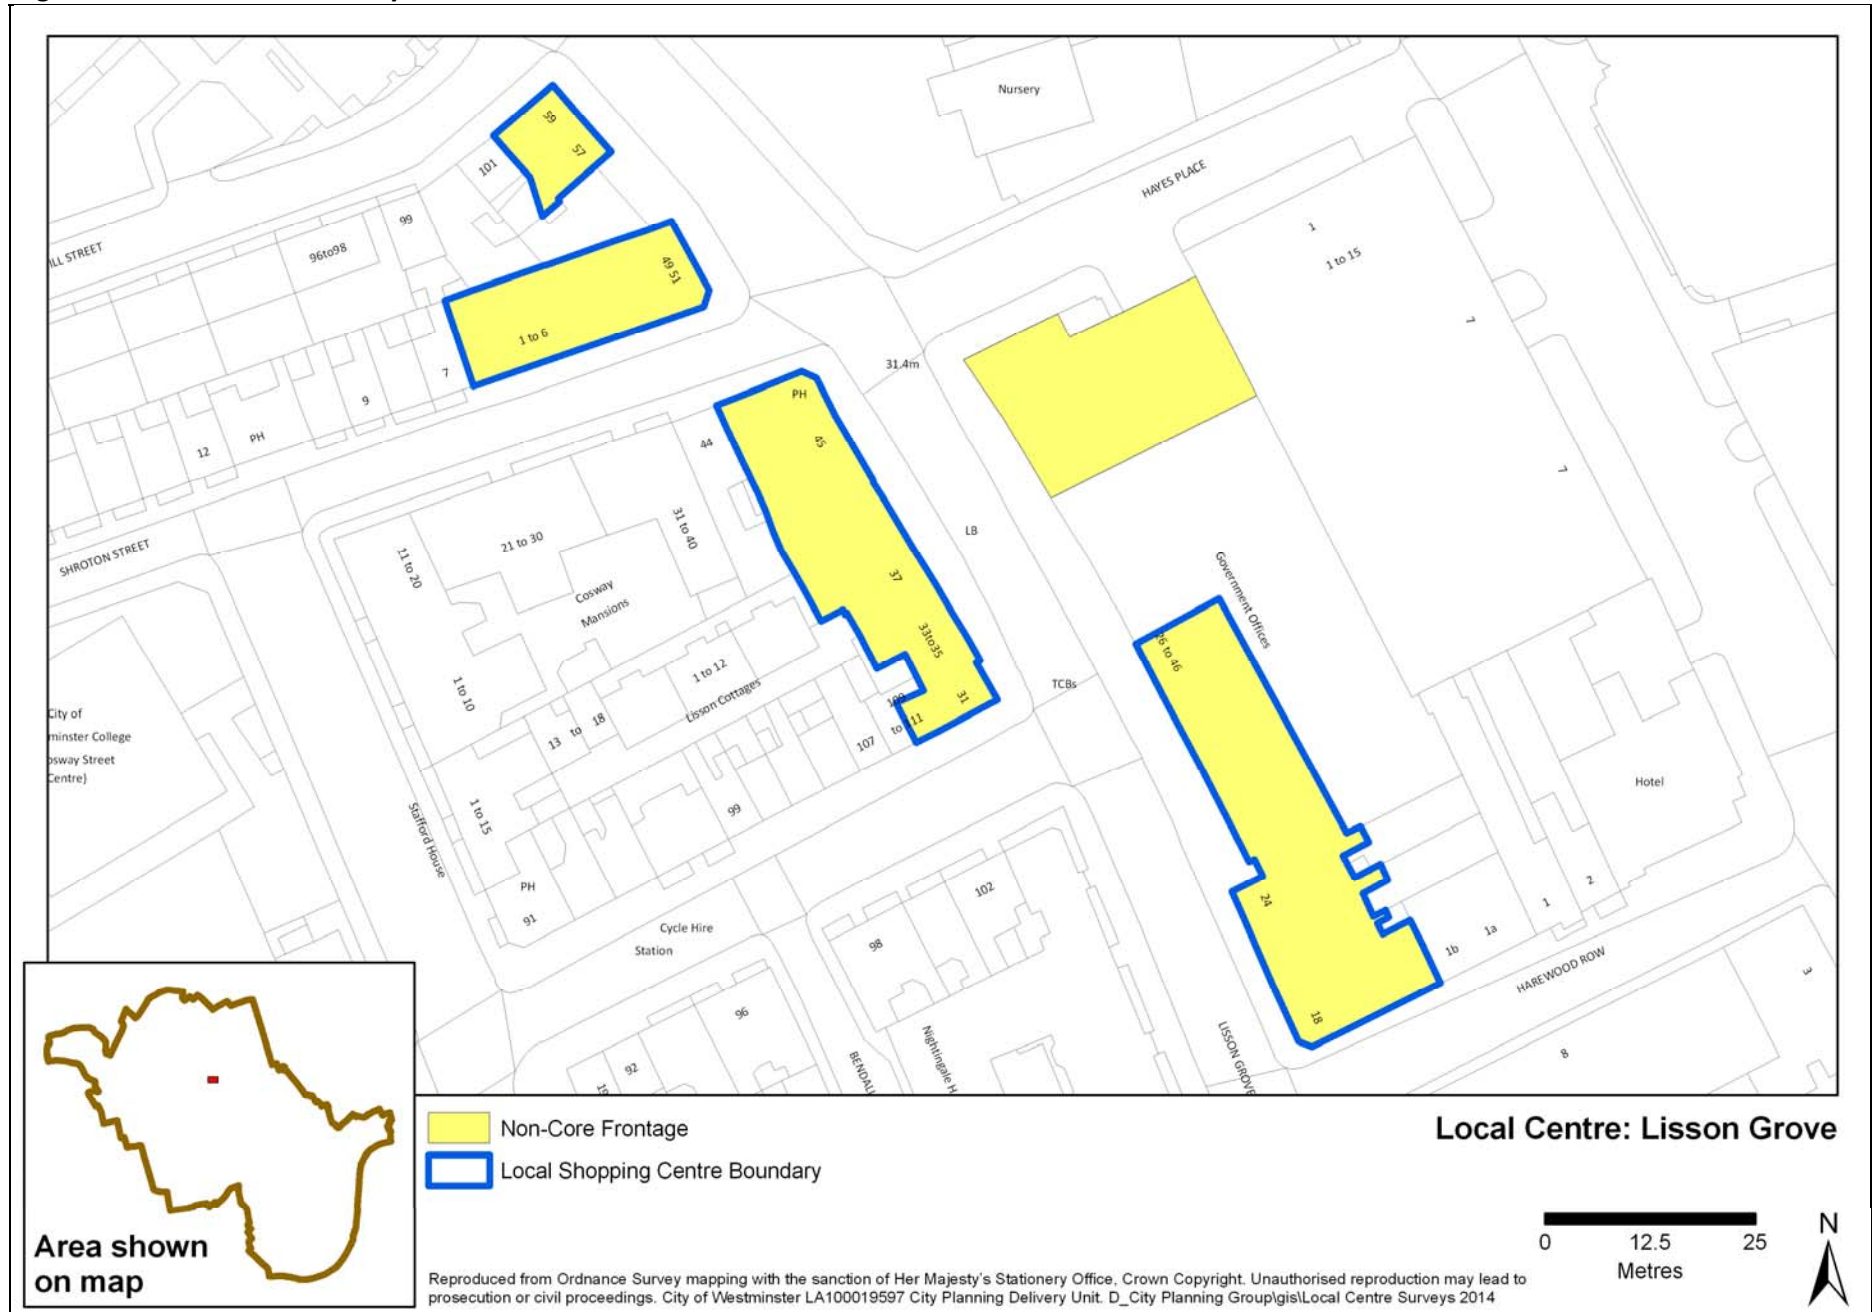 59
57
101
99
96to98
ILL STREET
49 51
1 to 6
7
9
PH
12
SHROTON STREET
Nursery
HAYES PLACE
1
1 to 15
7
7
31.4m
PH
45
44
31 to 40
21 to 30
11 to 20
Cosway
Mansions
1 to 10
LB
37
33to35
31
109
to 111
107
1 to 12
Lisson Cottages
13 to 18
99
1 to 15
Stafford House
PH
91
TCBs
Government Offices
26 to 46
24
18
Hotel
2
1
1a
1b
HAREWOOD ROW
3
8
LISSON GROVE
City of
minster College
osway Street
Centre)
Cycle Hire
Station
102
98
96
92
19
BENDALL
Nightingale H
Area shown
on map
Non-Core Frontage
Local Shopping Centre Boundary
Local Centre: Lisson Grove
0 12.5 25
Metres
N
Reproduced from Ordnance Survey mapping with the sanction of Her Majesty's Stationery Office, Crown Copyright. Unauthorised reproduction may lead to
prosecution or civil proceedings. City of Westminster LA100019597 City Planning Delivery Unit. D_City Planning Group\gis\Local Centre Surveys 2014